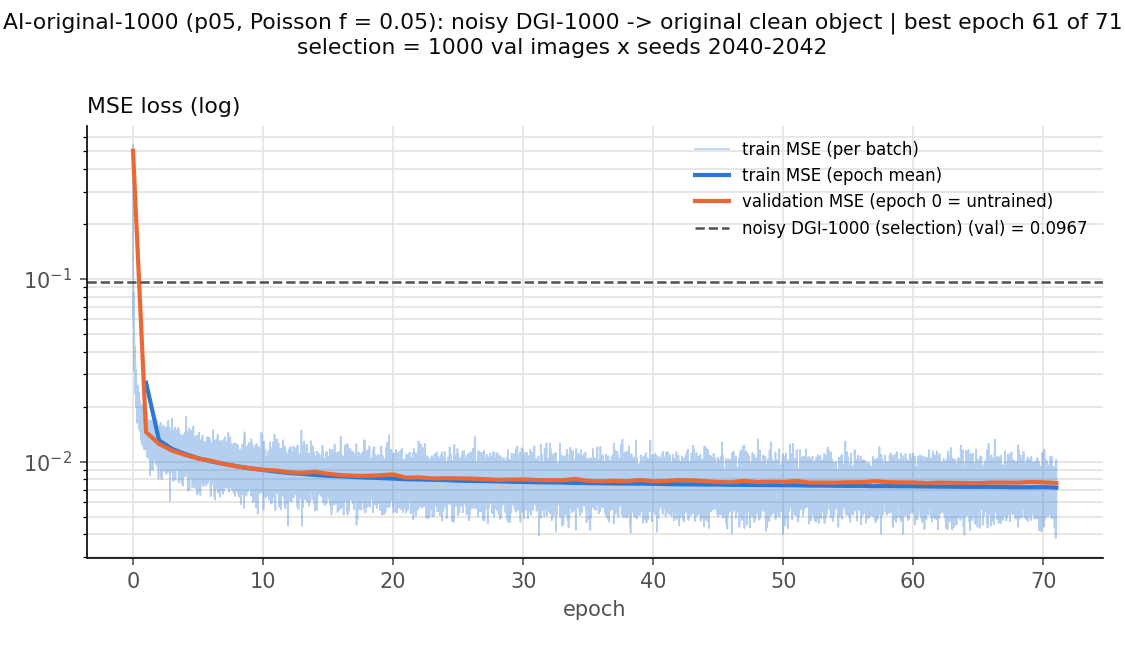 AI-original-1000 (p05, Poisson f = 0.05): noisy DGI-1000 -> original clean object | best epoch 61 of 71
selection = 1000 val images x seeds 2040-2042
MSE loss (log)
train MSE (per batch)
train MSE (epoch mean)
validation MSE (epoch 0 = untrained)
noisy DGI-1000 (selection) (val) = 0.0967
10⁻¹
10⁻²
0 10 20 30 40 50 60 70
epoch